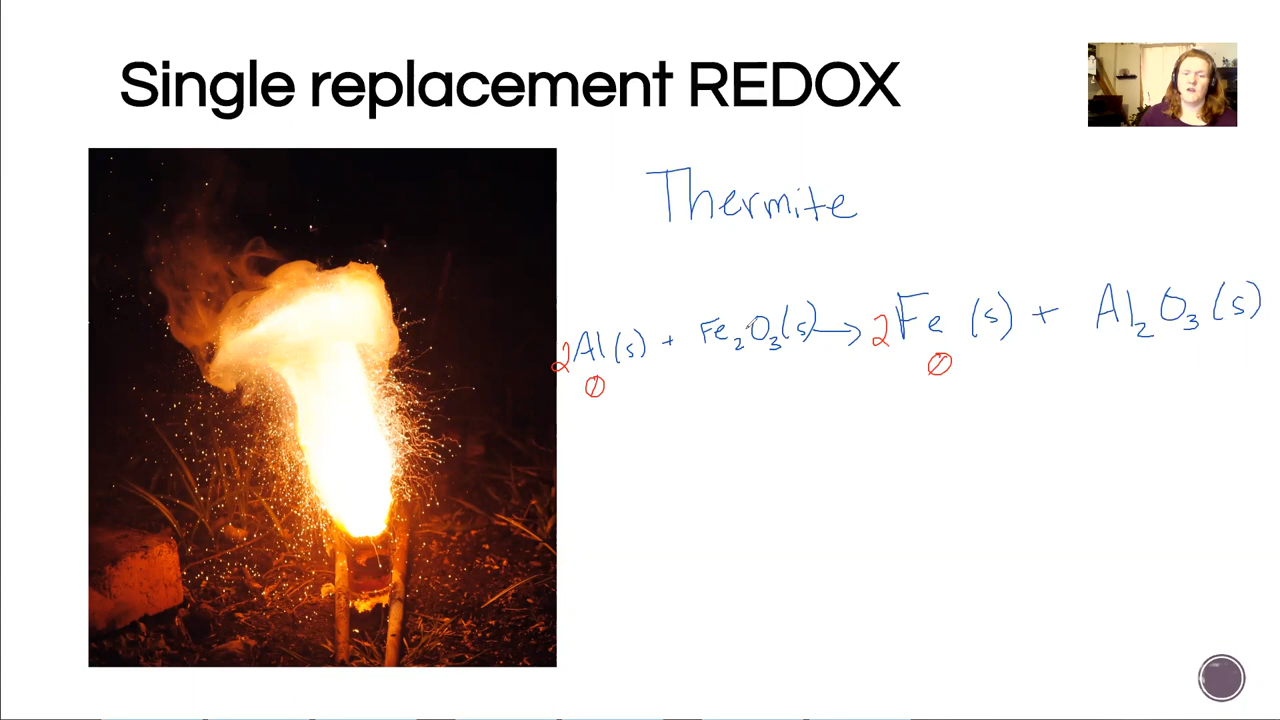 Single replacement REDOX
Thermite
2Al(s) + Fe₂O₃(s) → 2Fe (s) + Al₂O₃(s)
0 0